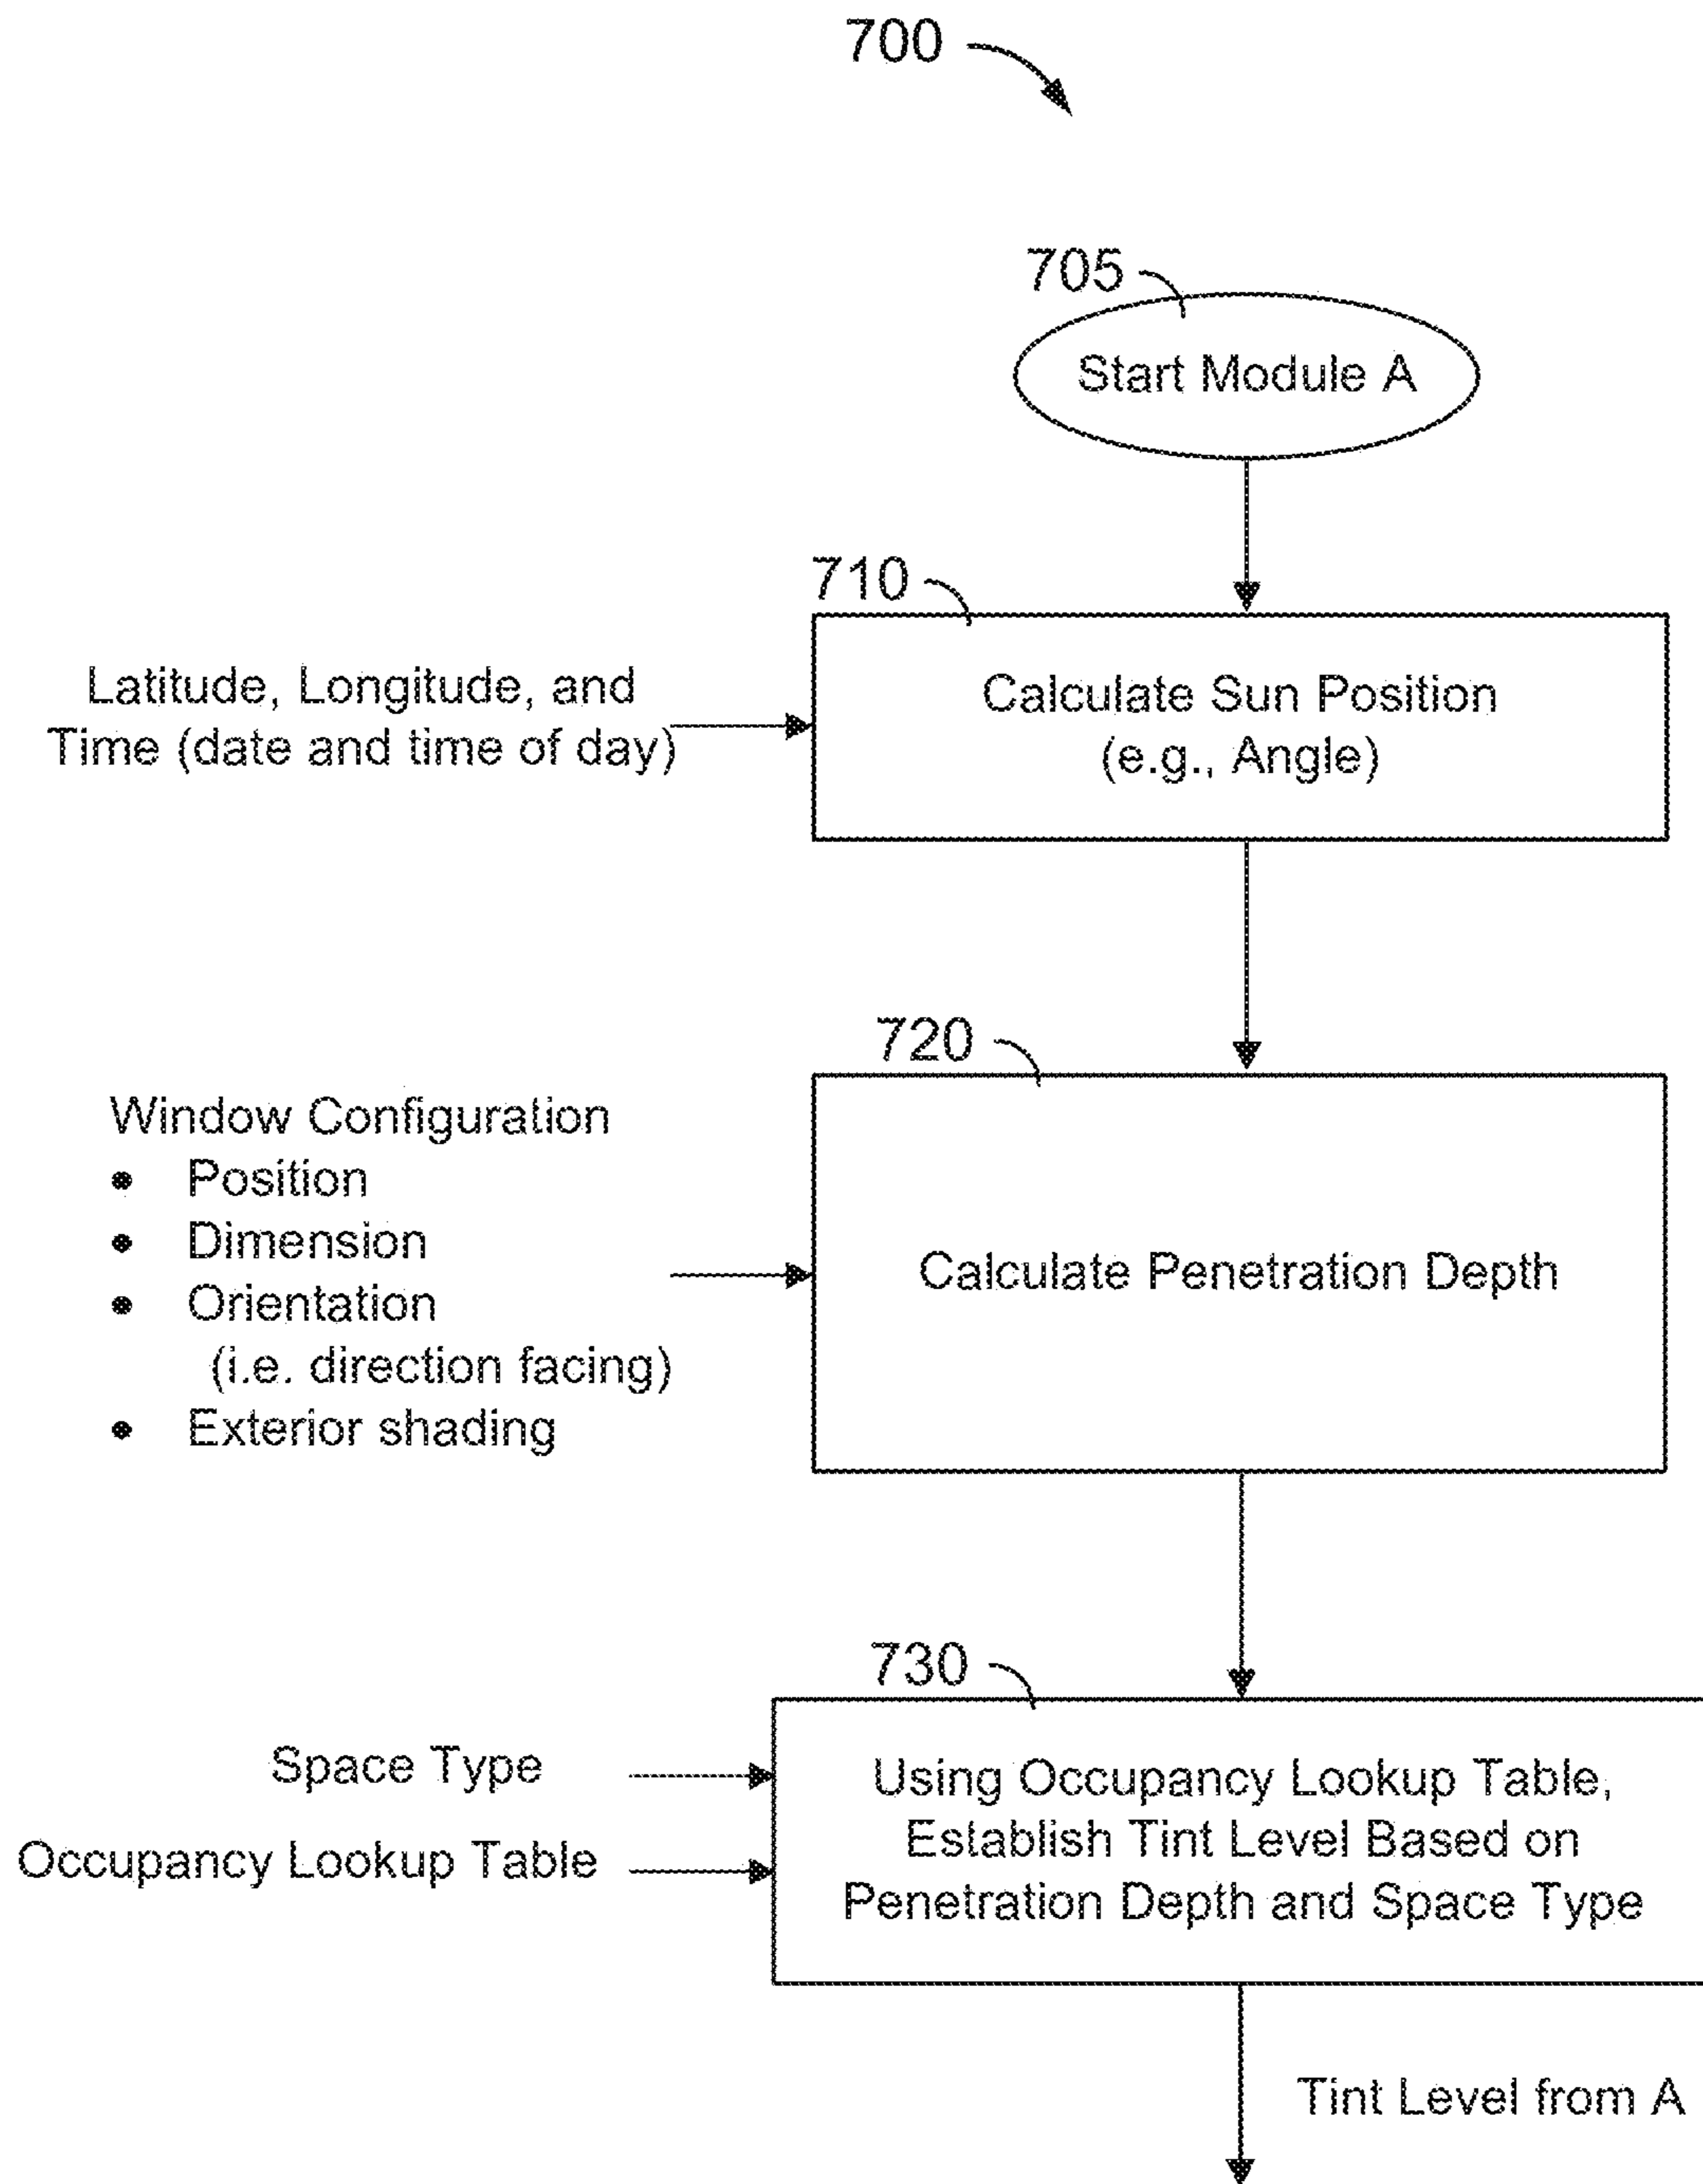 700
705
Start Module A
710
Latitude, Longitude, and
Time (date and time of day)
Calculate Sun Position
(e.g., Angle)
720
Window Configuration
• Position
• Dimension
• Orientation
(i.e. direction facing)
• Exterior shading
Calculate Penetration Depth
730
Space Type
Occupancy Lookup Table
Using Occupancy Lookup Table,
Establish Tint Level Based on
Penetration Depth and Space Type
Tint Level from A